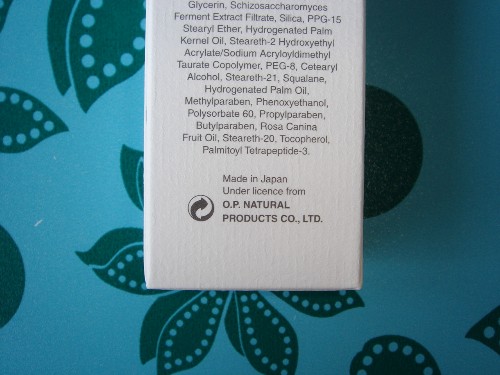 Glycerin, Schizosaccharomyces
Ferment Extract Filtrate, Silica, PPG-15
Stearyl Ether, Hydrogenated Palm
Kernel Oil, Steareth-2 Hydroxyethyl
Acrylate/Sodium Acryloyldimethyl
Taurate Copolymer, PEG-8, Cetearyl
Alcohol, Steareth-21, Squalane,
Hydrogenated Palm Oil,
Methylparaben, Phenoxyethanol,
Polysorbate 60, Propylparaben,
Butylparaben, Rosa Canina
Fruit Oil, Steareth-20, Tocopherol,
Palmitoyl Tetrapeptide-3.
Made in Japan
Under licence from
O.P. NATURAL
PRODUCTS CO., LTD.